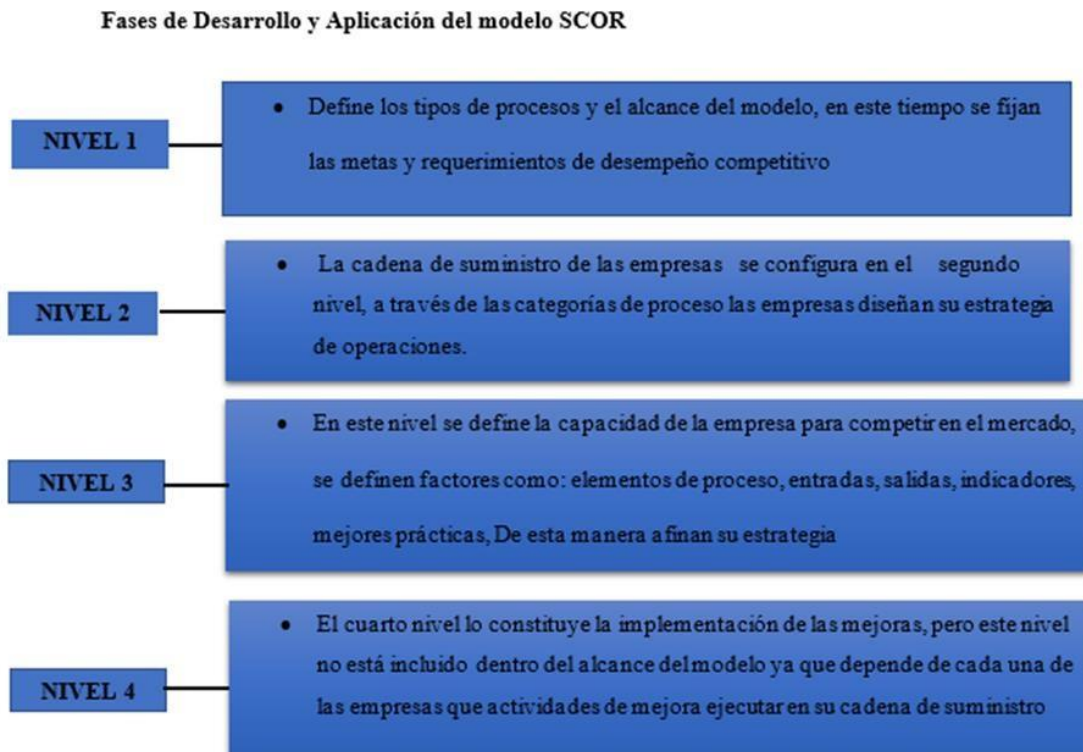 Fases de Desarrollo y Aplicación del modelo SCOR
NIVEL 1
• Define los tipos de procesos y el alcance del modelo, en este tiempo se fijan
las metas y requerimientos de desempeño competitivo
NIVEL 2
• La cadena de suministro de las empresas se configura en el segundo
nivel, a través de las categorías de proceso las empresas diseñan su estrategia
de operaciones.
NIVEL 3
• En este nivel se define la capacidad de la empresa para competir en el mercado,
se definen factores como: elementos de proceso, entradas, salidas, indicadores,
mejores prácticas, De esta manera afinan su estrategia
NIVEL 4
• El cuarto nivel lo constituye la implementación de las mejoras, pero este nivel
no está incluido dentro del alcance del modelo ya que depende de cada una de
las empresas que actividades de mejora ejecutar en su cadena de suministro